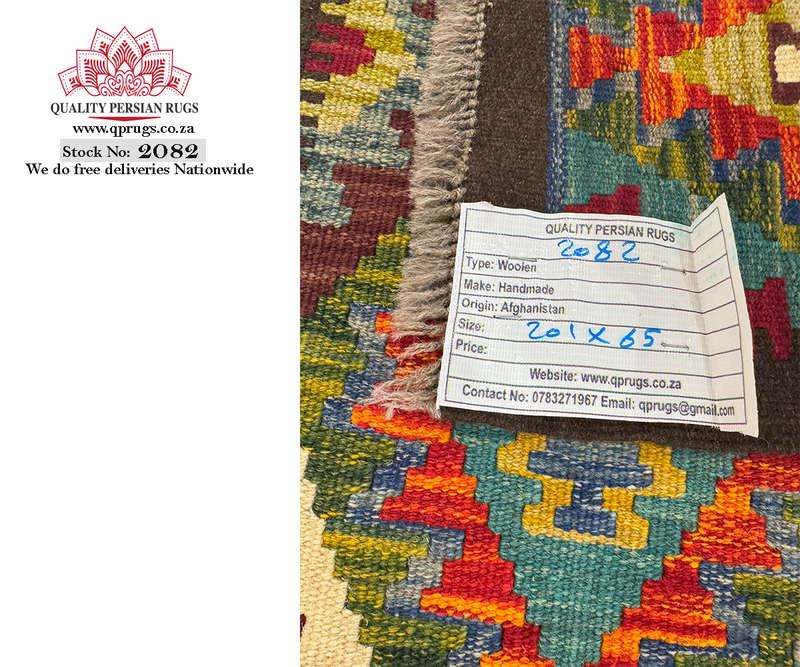 QUALITY PERSIAN RUGS
www.qprugs.co.za
Stock No: 2082
We do free deliveries Nationwide
QUALITY PERSIAN RUGS
2082
Type: Woolen
Make: Handmade
Origin: Afghanistan
Size: 201 x 65
Price:
Website: www.qprugs.co.za
Contact No: 0783271967 Email: qprugs@gmail.com